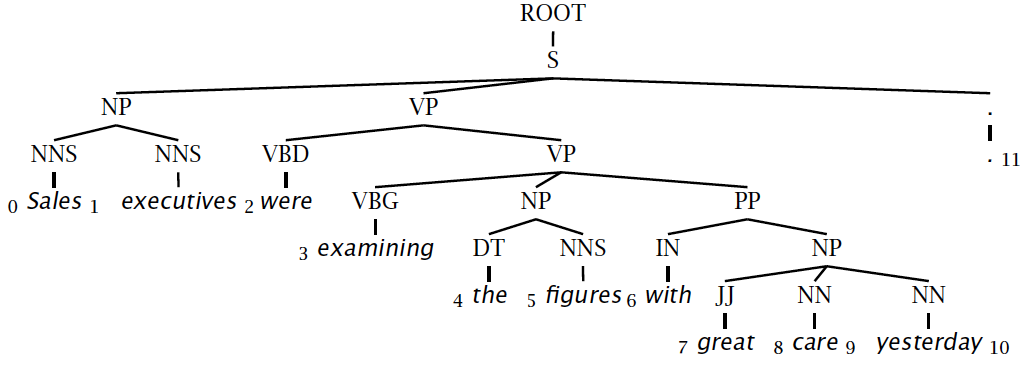 ROOT
S
NP VP .
NNS NNS VBD VP . 11
0 Sales 1 executives 2 were VBG NP PP
3 examining DT NNS IN NP
4 the 5 figures 6 with JJ NN NN
7 great 8 care 9 yesterday 10